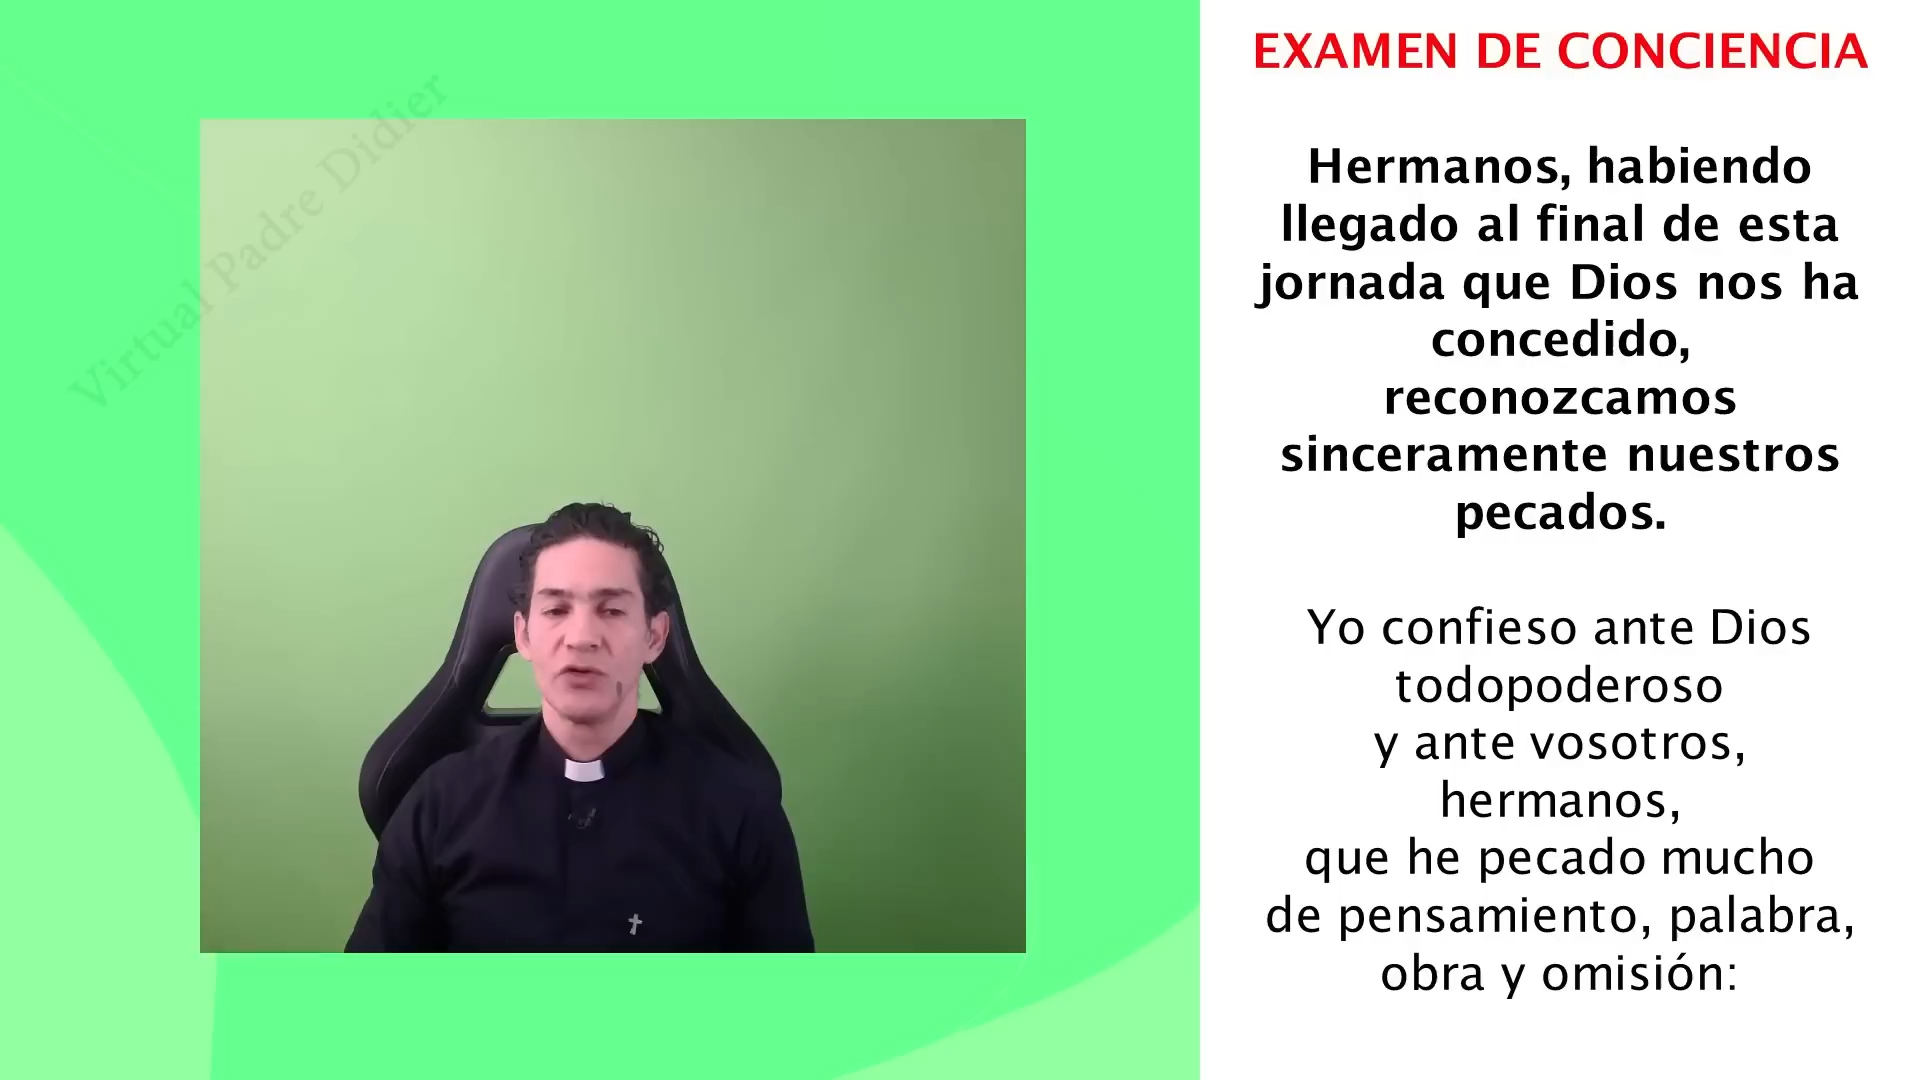 Virtual Padre Didier
EXAMEN DE CONCIENCIA
Hermanos, habiendo
llegado al final de esta
jornada que Dios nos ha
concedido,
reconozcamos
sinceramente nuestros
pecados.
Yo confieso ante Dios
todopoderoso
y ante vosotros,
hermanos,
que he pecado mucho
de pensamiento, palabra,
obra y omisión: